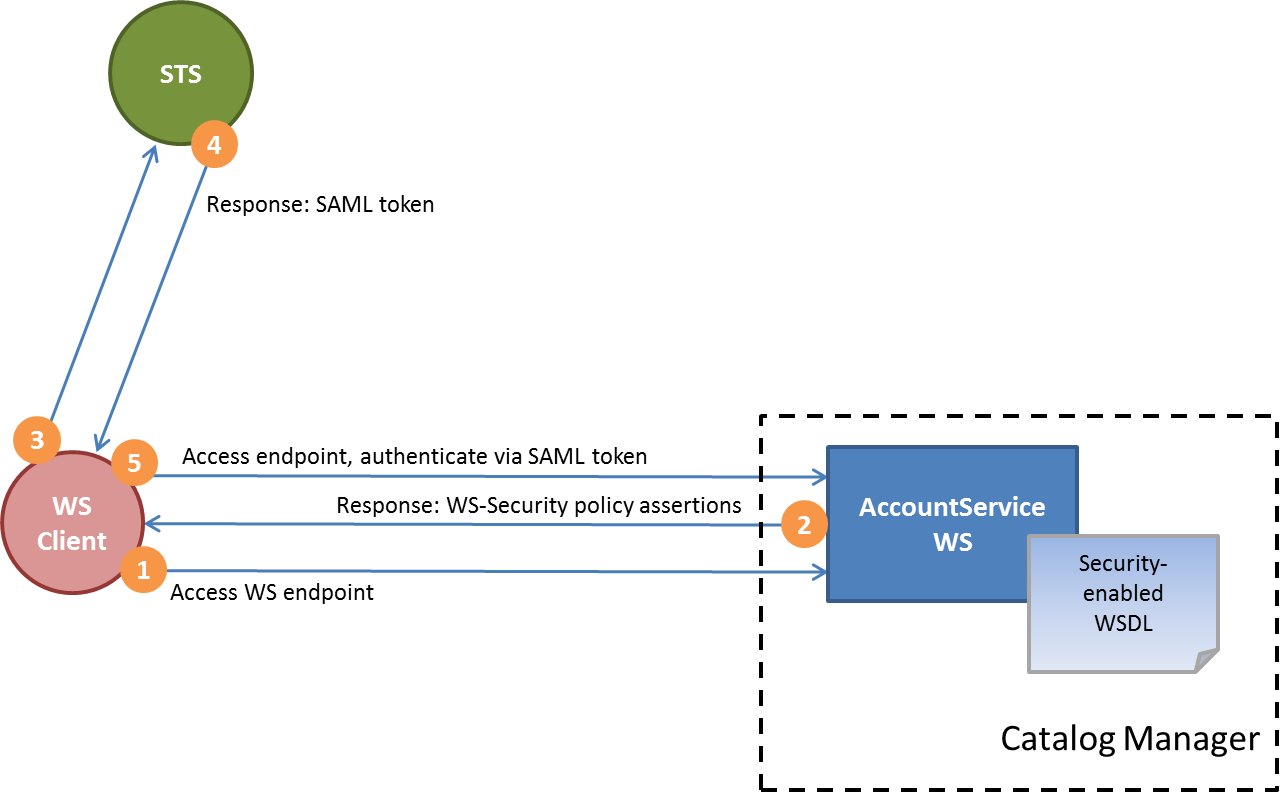 STS
4
Response: SAML token
3
5
Access endpoint, authenticate via SAML token
WS
Client
Response: WS-Security policy assertions
2
AccountService
WS
1
Access WS endpoint
Security-
enabled
WSDL
Catalog Manager